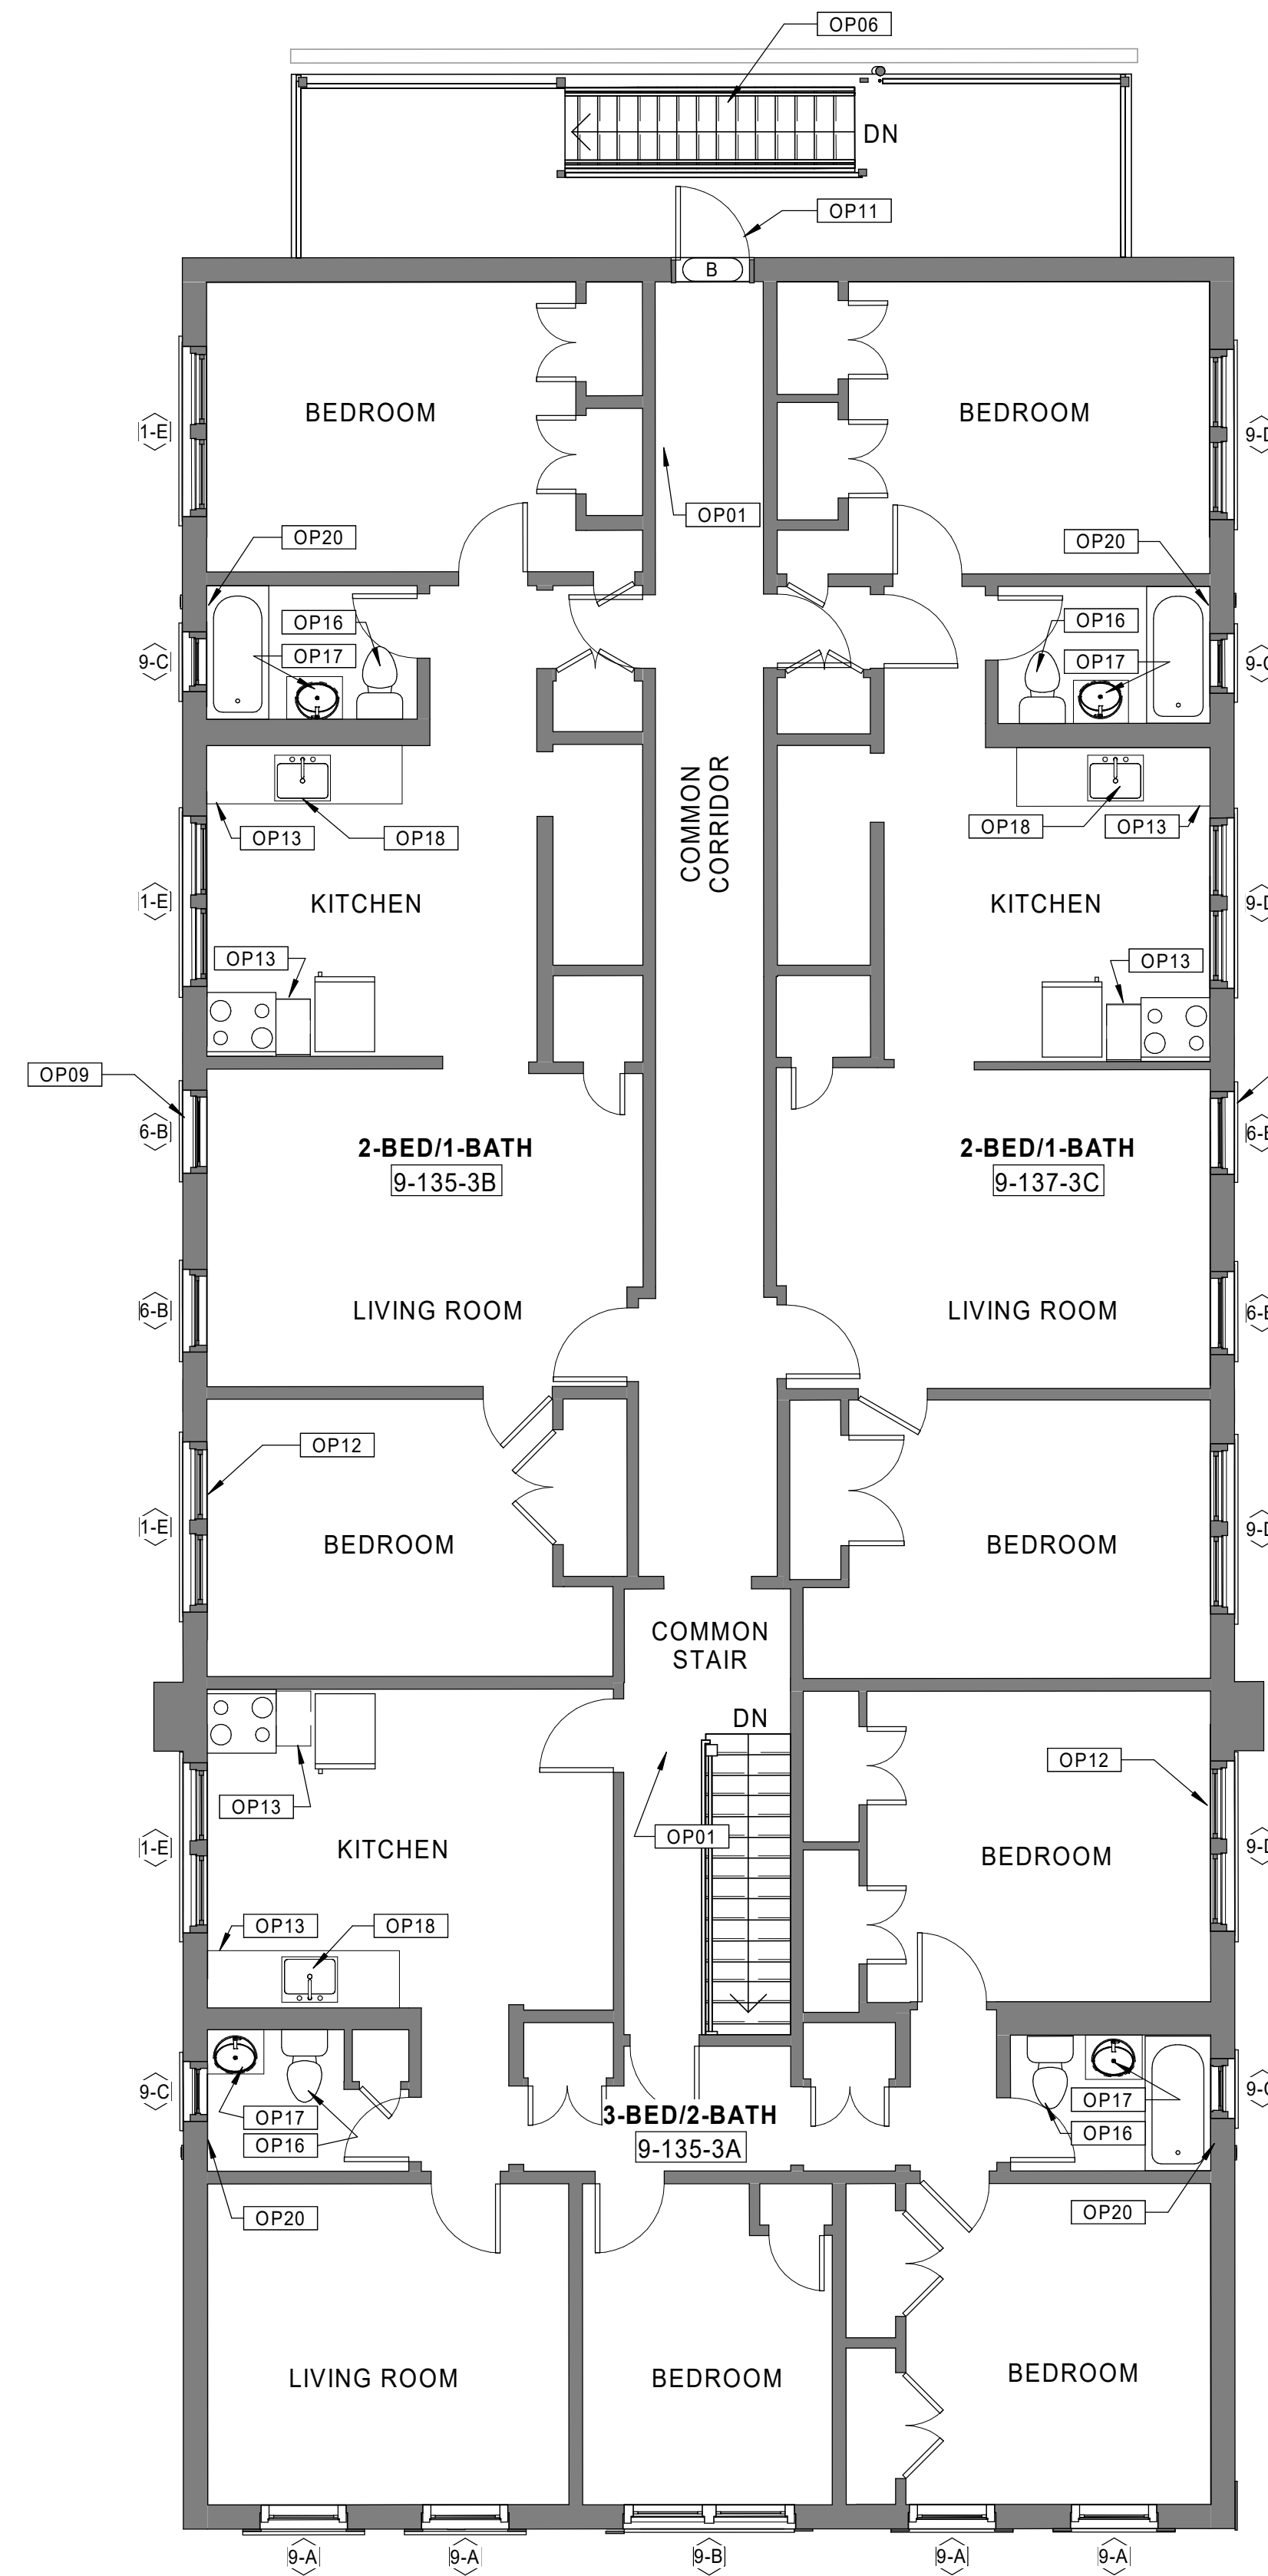 OP06
DN
OP11
B
BEDROOM
BEDROOM
1-E
9-D
OP01
OP20
OP20
OP16
OP16
OP17
OP17
9-C
9-C
COMMON
CORRIDOR
OP13
OP18
OP18
OP13
1-E
KITCHEN
KITCHEN
9-D
OP13
OP13
OP09
6-B
2-BED/1-BATH
9-135-3B
2-BED/1-BATH
9-137-3C
6-B
6-B
LIVING ROOM
LIVING ROOM
6-B
OP12
1-E
BEDROOM
BEDROOM
9-D
COMMON
STAIR
DN
OP12
OP13
OP01
1-E
KITCHEN
BEDROOM
9-D
OP13
OP18
9-C
9-C
OP17
OP17
OP16
OP16
3-BED/2-BATH
9-135-3A
OP20
OP20
LIVING ROOM
BEDROOM
BEDROOM
9-A
9-A
9-B
9-A
9-A